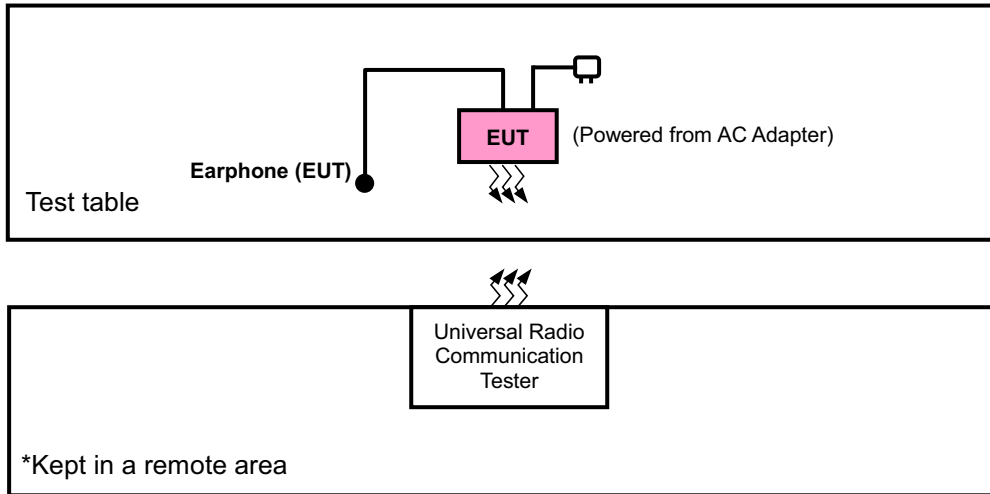 EUT
(Powered from AC Adapter)
Earphone (EUT)
Test table
Universal Radio
Communication
Tester
*Kept in a remote area